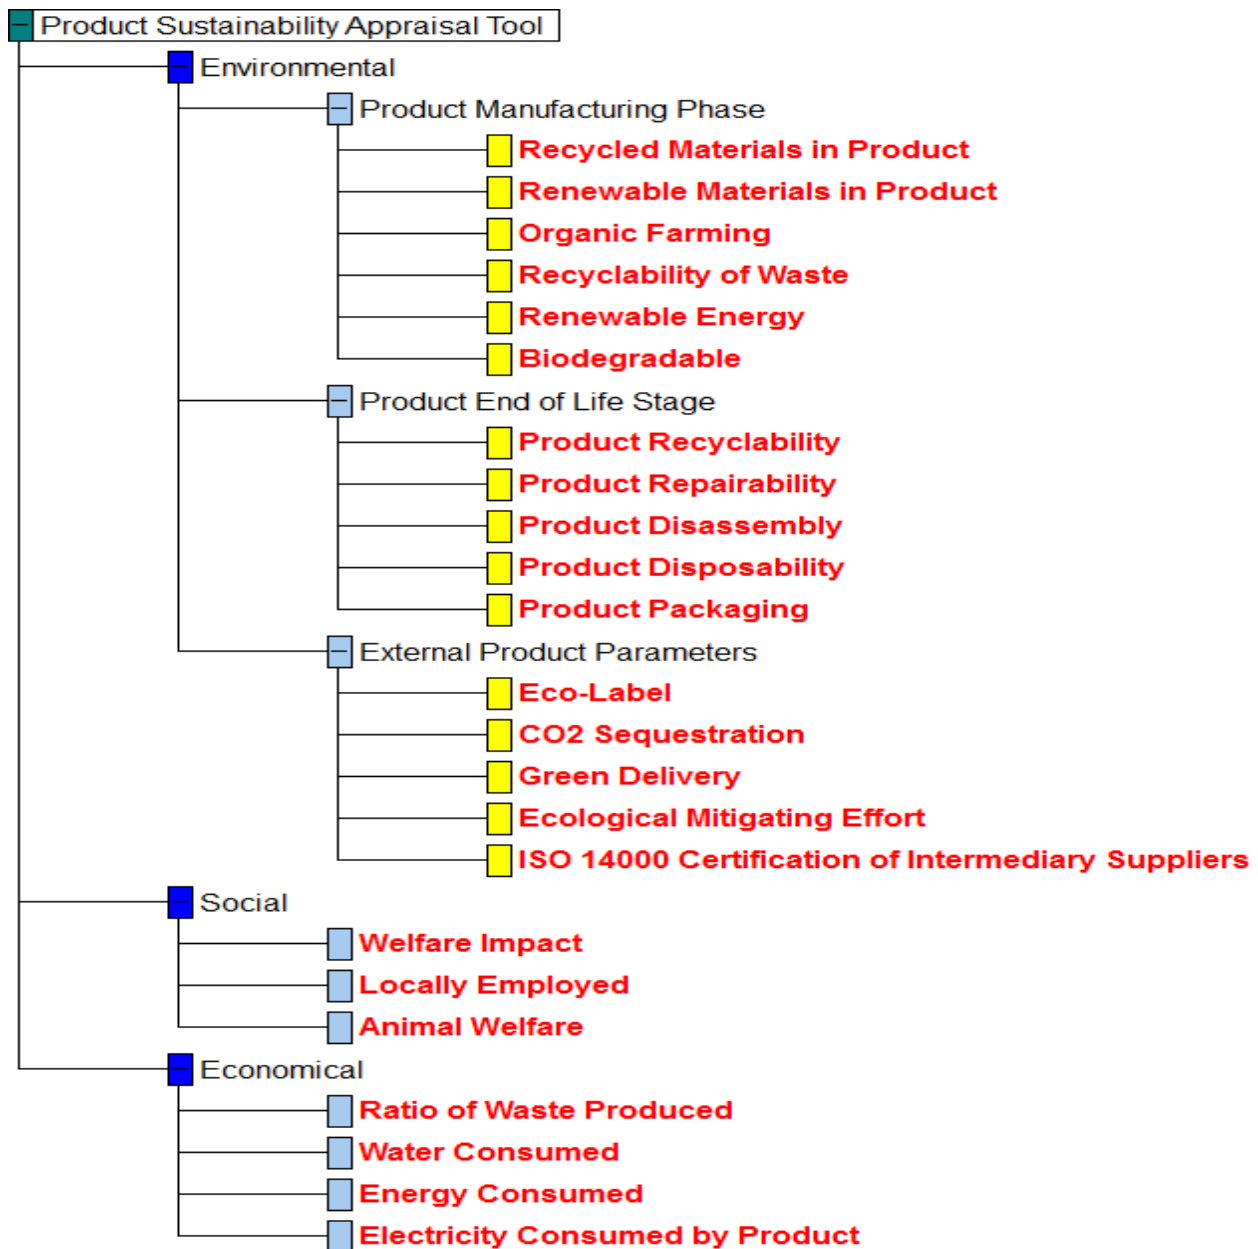 Product Sustainability Appraisal Tool
Environmental
Product Manufacturing Phase
Recycled Materials in Product
Renewable Materials in Product
Organic Farming
Recyclability of Waste
Renewable Energy
Biodegradable
Product End of Life Stage
Product Recyclability
Product Repairability
Product Disassembly
Product Disposability
Product Packaging
External Product Parameters
Eco-Label
CO2 Sequestration
Green Delivery
Ecological Mitigating Effort
ISO 14000 Certification of Intermediary Suppliers
Social
Welfare Impact
Locally Employed
Animal Welfare
Economical
Ratio of Waste Produced
Water Consumed
Energy Consumed
Electricity Consumed by Product